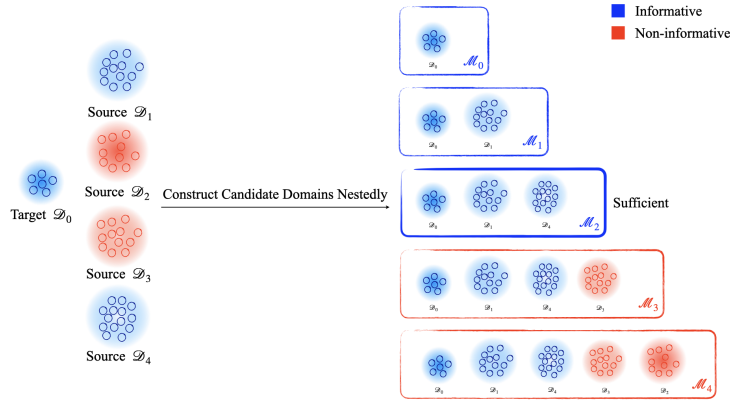 Informative
Non-informative
𝒟₀
ℳ₀
Source 𝒟₁
𝒟₀ 𝒟₁
ℳ₁
Source 𝒟₂
Target 𝒟₀
Construct Candidate Domains Nestedly
𝒟₀ 𝒟₁ 𝒟₄
ℳ₂
Sufficient
Source 𝒟₃
𝒟₀ 𝒟₁ 𝒟₄ 𝒟₃
ℳ₃
Source 𝒟₄
𝒟₀ 𝒟₁ 𝒟₄ 𝒟₃ 𝒟₂
ℳ₄